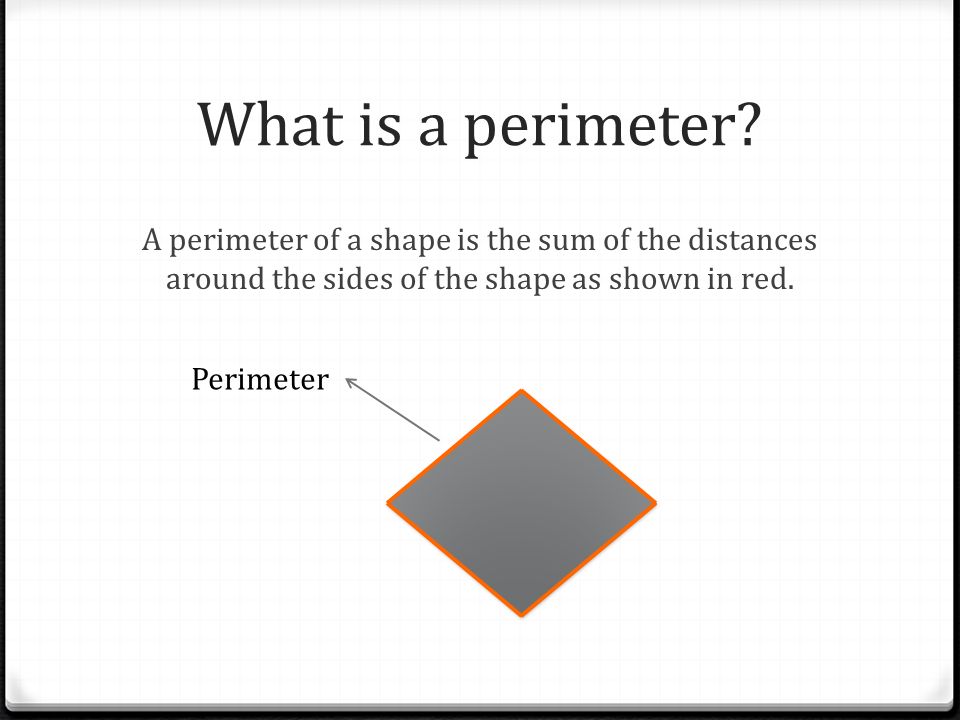 What is a perimeter?
A perimeter of a shape is the sum of the distances
around the sides of the shape as shown in red.
Perimeter